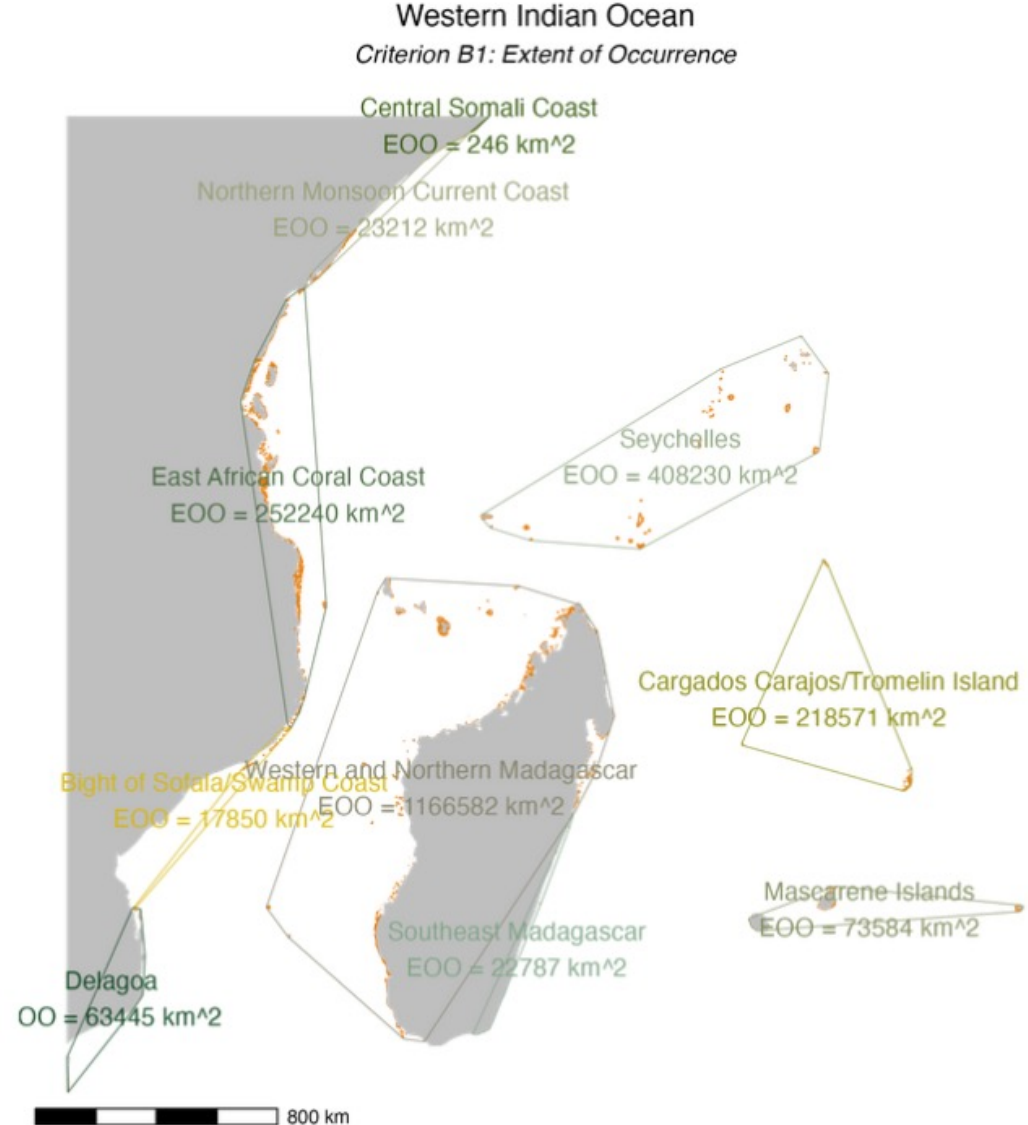 Western Indian Ocean
Criterion B1: Extent of Occurrence
Central Somali Coast
EOO = 246 km^2
Northern Monsoon Current Coast
EOO = 23212 km^2
Seychelles
EOO = 408230 km^2
East African Coral Coast
EOO = 252240 km^2
Cargados Carajos/Tromelin Island
EOO = 218571 km^2
Western and Northern Madagascar
EOO = 1166582 km^2
Bight of Sofala/Swamp Coast
EOO = 17850 km^2
Mascarene Islands
EOO = 73584 km^2
Southeast Madagascar
EOO = 22787 km^2
Delagoa
OO = 63445 km^2
800 km